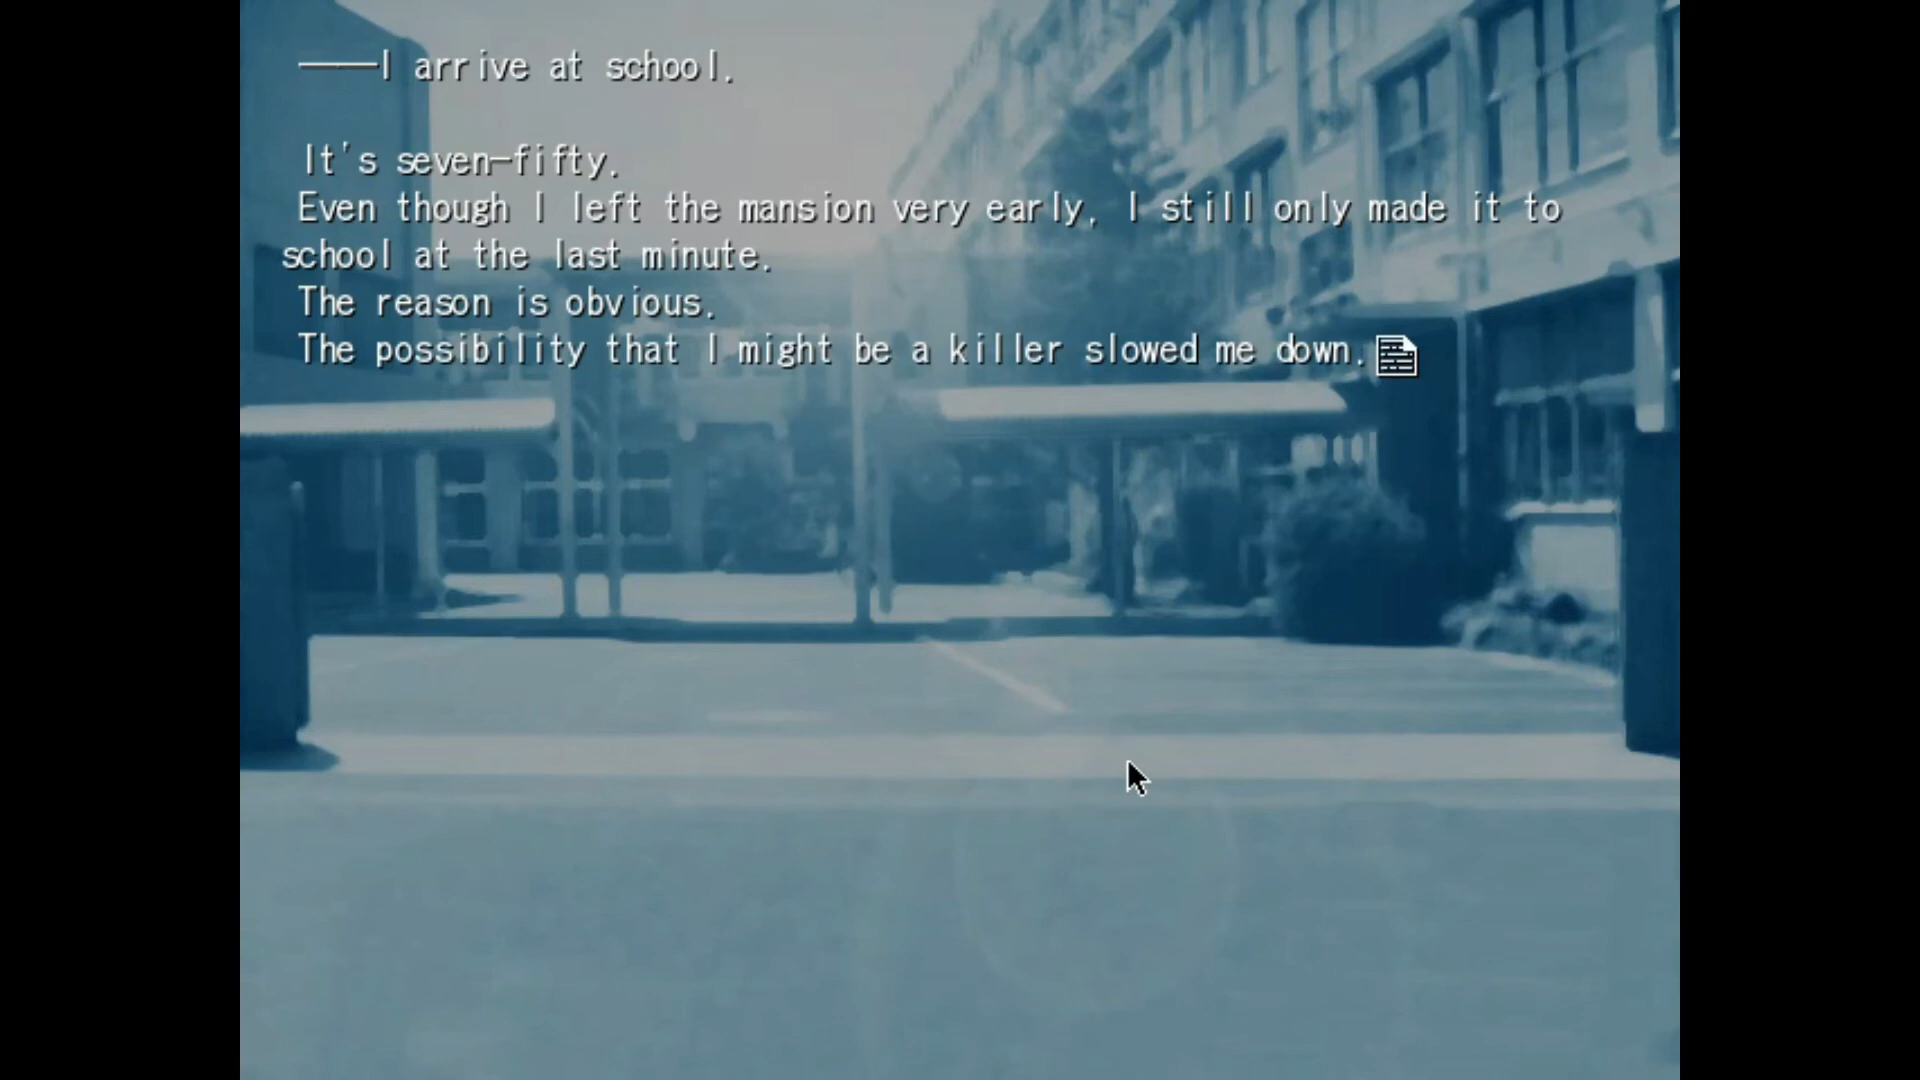 ——I arrive at school.
It's seven-fifty.
Even though I left the mansion very early, I still only made it to
school at the last minute.
The reason is obvious.
The possibility that I might be a killer slowed me down.